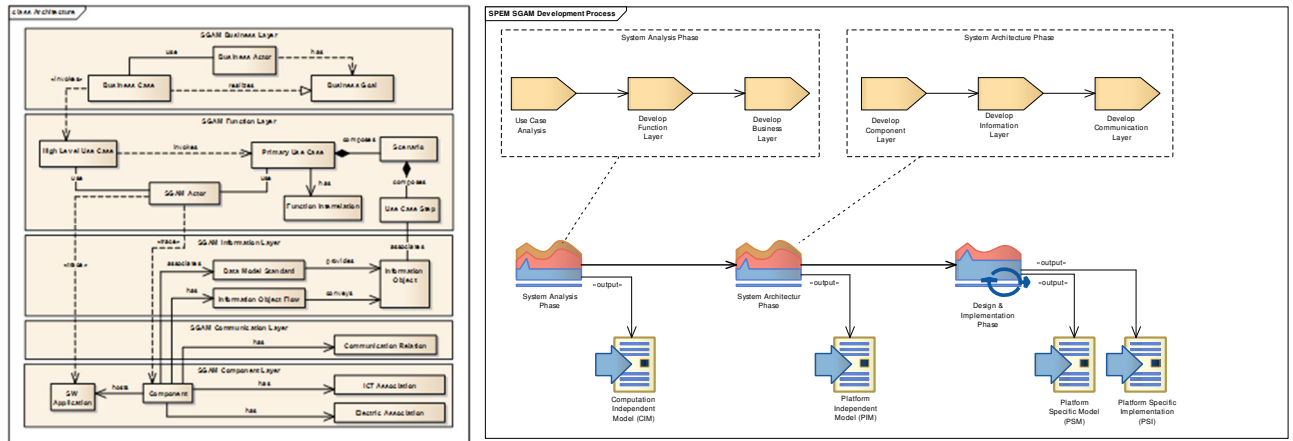 class Architecture
SGAM Business Layer
Business Actor
use
has
«invokes»
Business Case
realizes
Business Goal
SGAM Function Layer
High Level Use Case
invokes
Primary Use Case
composes
Scenario
use
use
has
composes
SGAM Actor
Function Interrelation
Use Case Step
«trace»
«trace»
SGAM Information Layer
associates
associates
Data Model Standard
provides
Information
Object
has
Information Object Flow
conveys
SGAM Communication Layer
has
Communication Relation
SGAM Component Layer
SW
Application
hosts
Component
has
ICT Association
has
Electric Association
SPEM SGAM Development Process
System Analysis Phase
Use Case
Analysis
Develop
Function
Layer
Develop
Business
Layer
System Architecture Phase
Develop
Component
Layer
Develop
Information
Layer
Develop
Communication
Layer
System Analysis
Phase
«output»
System Architectur
Phase
«output»
Design &
Implementation
Phase
«output»
«output»
Computation
Independent
Model (CIM)
Platform
Independent
Model (PIM)
Platform
Specific Model
(PSM)
Platform Specific
Implementation
(PSI)